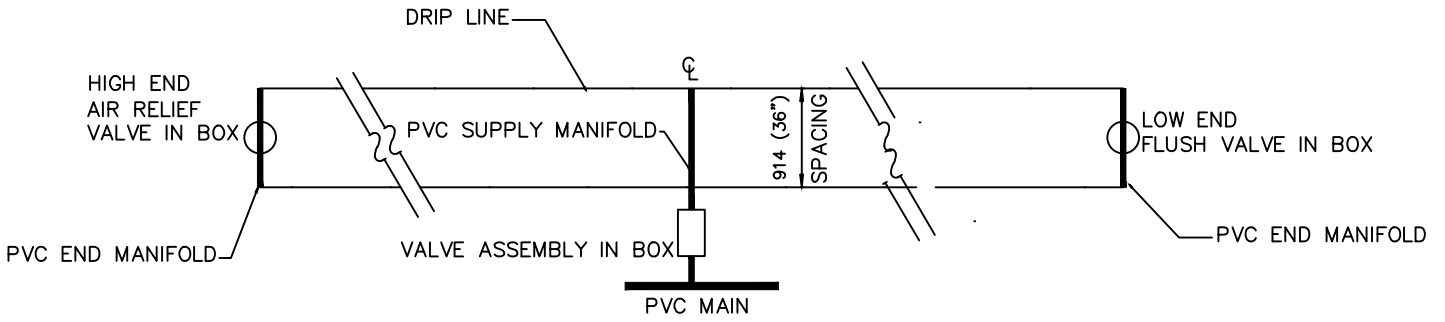 DRIP LINE
℄
HIGH END
AIR RELIEF
VALVE IN BOX
PVC SUPPLY MANIFOLD
914 (36")
SPACING
LOW END
FLUSH VALVE IN BOX
PVC END MANIFOLD
VALVE ASSEMBLY IN BOX
PVC END MANIFOLD
PVC MAIN